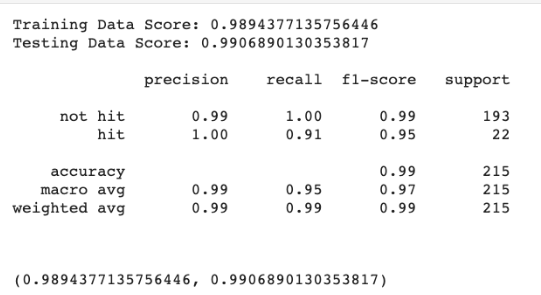 Training Data Score: 0.9894377135756446
Testing Data Score: 0.9906890130353817
precision recall f1-score support
not hit 0.99 1.00 0.99 193
hit 1.00 0.91 0.95 22
accuracy 0.99 215
macro avg 0.99 0.95 0.97 215
weighted avg 0.99 0.99 0.99 215
(0.9894377135756446, 0.9906890130353817)